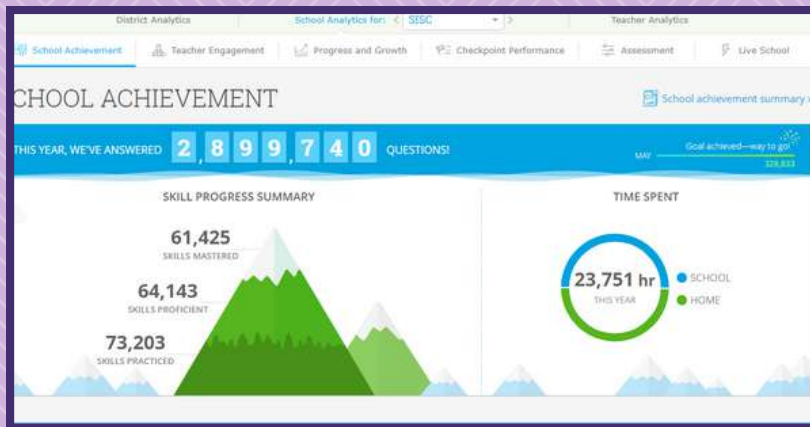 District Analytics
School Analytics for: < SISC >
Teacher Analytics
School Achievement
Teacher Engagement
Progress and Growth
Checkpoint Performance
Assessment
Live School
CHOOL ACHIEVEMENT
School achievement summary
THIS YEAR, WE'VE ANSWERED 2,899,740 QUESTIONS!
Goal achieved—way to go!
MAY
328,833
SKILL PROGRESS SUMMARY
61,425
SKILLS MASTERED
64,143
SKILLS PROFICIENT
73,203
SKILLS PRACTICED
TIME SPENT
23,751 hr
THIS YEAR
SCHOOL
HOME